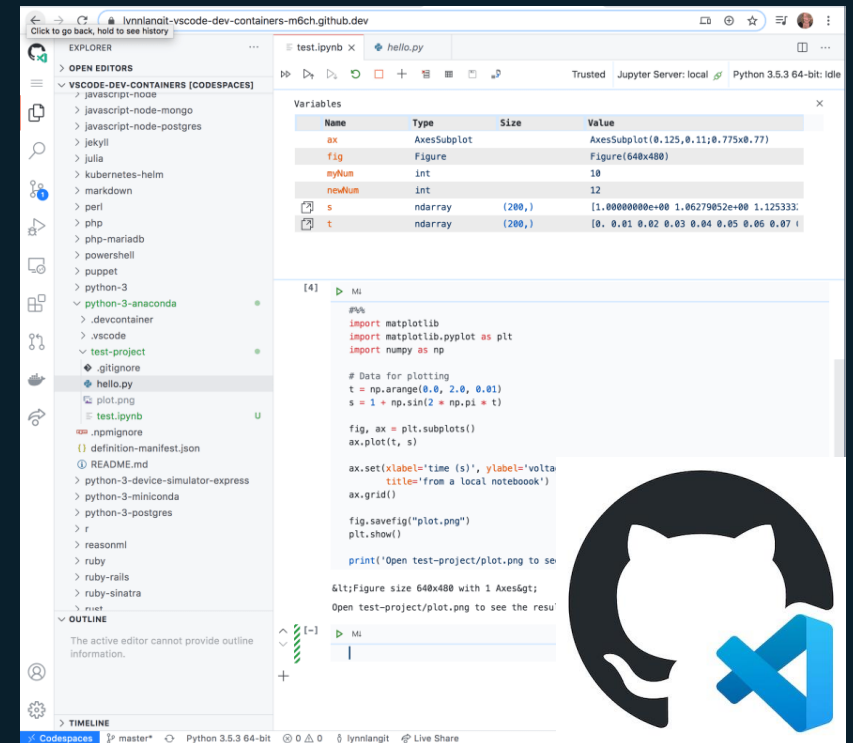 lynnlangit-vscode-dev-containers-m6ch.github.dev
Click to go back, hold to see history
EXPLORER
OPEN EDITORS
VSCODE-DEV-CONTAINERS [CODESPACES]
javascript-node
javascript-node-mongo
javascript-node-postgres
jekyll
julia
kubernetes-helm
markdown
perl
php
php-mariadb
powershell
puppet
python-3
python-3-anaconda
.devcontainer
.vscode
test-project
.gitignore
hello.py
plot.png
test.ipynb U
.npmignore
definition-manifest.json
README.md
python-3-device-simulator-express
python-3-miniconda
python-3-postgres
r
reasonml
ruby
ruby-rails
ruby-sinatra
rust
OUTLINE
The active editor cannot provide outline
information.
TIMELINE
1
test.ipynb hello.py
Trusted Jupyter Server: local Python 3.5.3 64-bit: Idle
Variables
Name Type Size Value
ax AxesSubplot AxesSubplot(0.125,0.11;0.775x0.77)
fig Figure Figure(640x480)
myNum int 10
newNum int 12
s ndarray (200,) [1.00000000e+00 1.06279052e+00 1.125333
t ndarray (200,) [0. 0.01 0.02 0.03 0.04 0.05 0.06 0.07
[4] M↓
#%%
import matplotlib
import matplotlib.pyplot as plt
import numpy as np
# Data for plotting
t = np.arange(0.0, 2.0, 0.01)
s = 1 + np.sin(2 * np.pi * t)
fig, ax = plt.subplots()
ax.plot(t, s)
ax.set(xlabel='time (s)', ylabel='volta
title='from a local noteboook')
ax.grid()
fig.savefig("plot.png")
plt.show()
print('Open test-project/plot.png to se
&lt;Figure size 640x480 with 1 Axes&gt;
Open test-project/plot.png to see the resu
[-] M↓
Codespaces master* Python 3.5.3 64-bit 0 0 lynnlangit Live Share